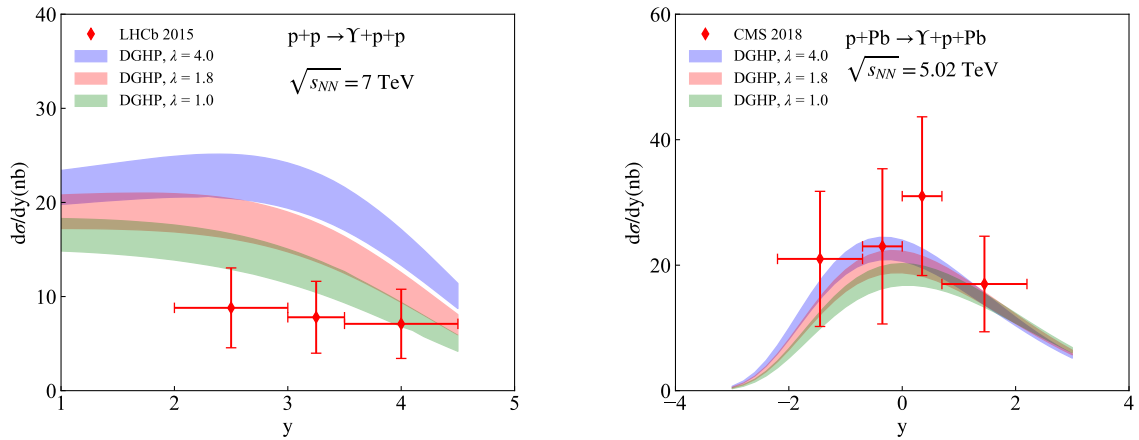 40
30
20
10
0
1
2
3
4
5
dσ/dy(nb)
y
LHCb 2015
DGHP, λ = 4.0
DGHP, λ = 1.8
DGHP, λ = 1.0
p+p → ϒ+p+p
√s_NN = 7 TeV
60
40
20
0
−4
−2
0
2
4
dσ/dy(nb)
y
CMS 2018
DGHP, λ = 4.0
DGHP, λ = 1.8
DGHP, λ = 1.0
p+Pb → ϒ+p+Pb
√s_NN = 5.02 TeV